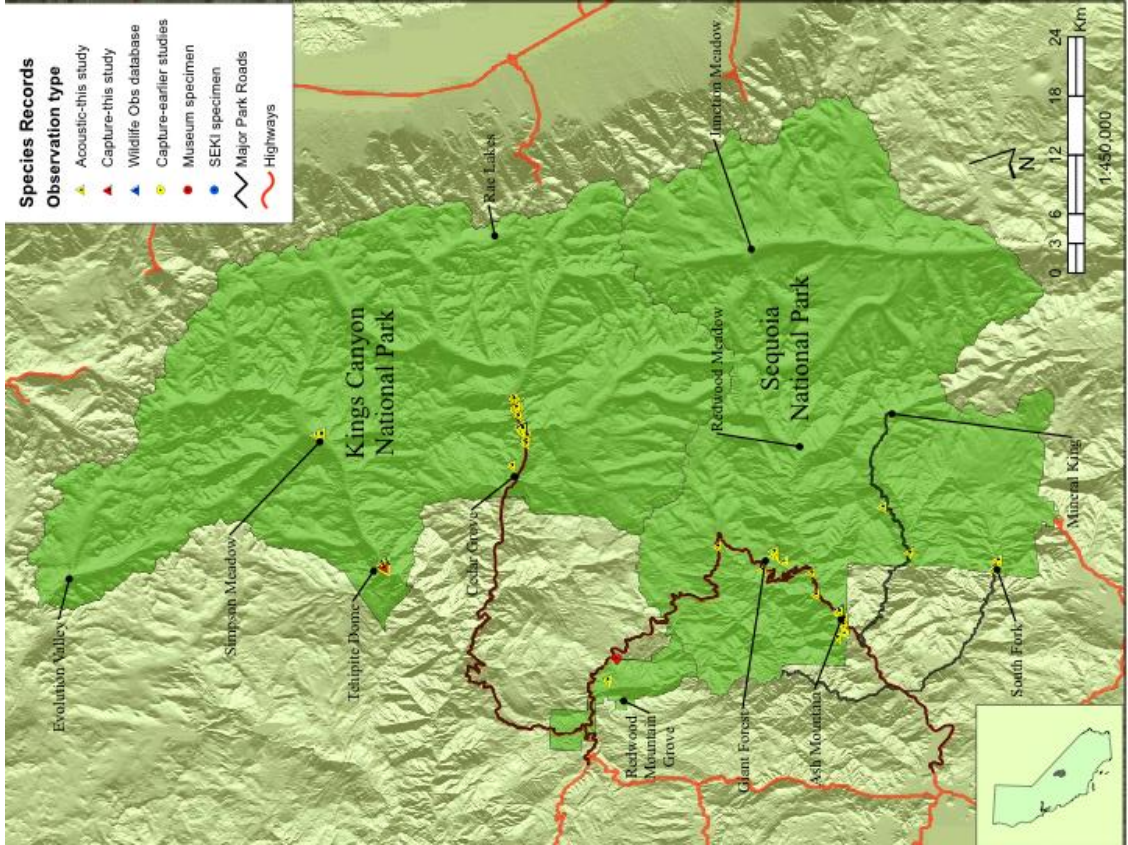 Species Records
Observation type
Acoustic-this study
Capture-this study
Wildlife Obs database
Capture-earlier studies
Museum specimen
SEKI specimen
Major Park Roads
Highways
Evolution Valley
Simpson Meadow
Tehipite Dome
Kings Canyon
National Park
Rae Lakes
Cedar Grove
Redwood
Mountain
Grove
Giant Forest
Ash Mountain
Redwood Meadow
Sequoia
National Park
Junction Meadow
Mineral King
South Fork
N
0 3 6 12 18 24
Km
1:450,000